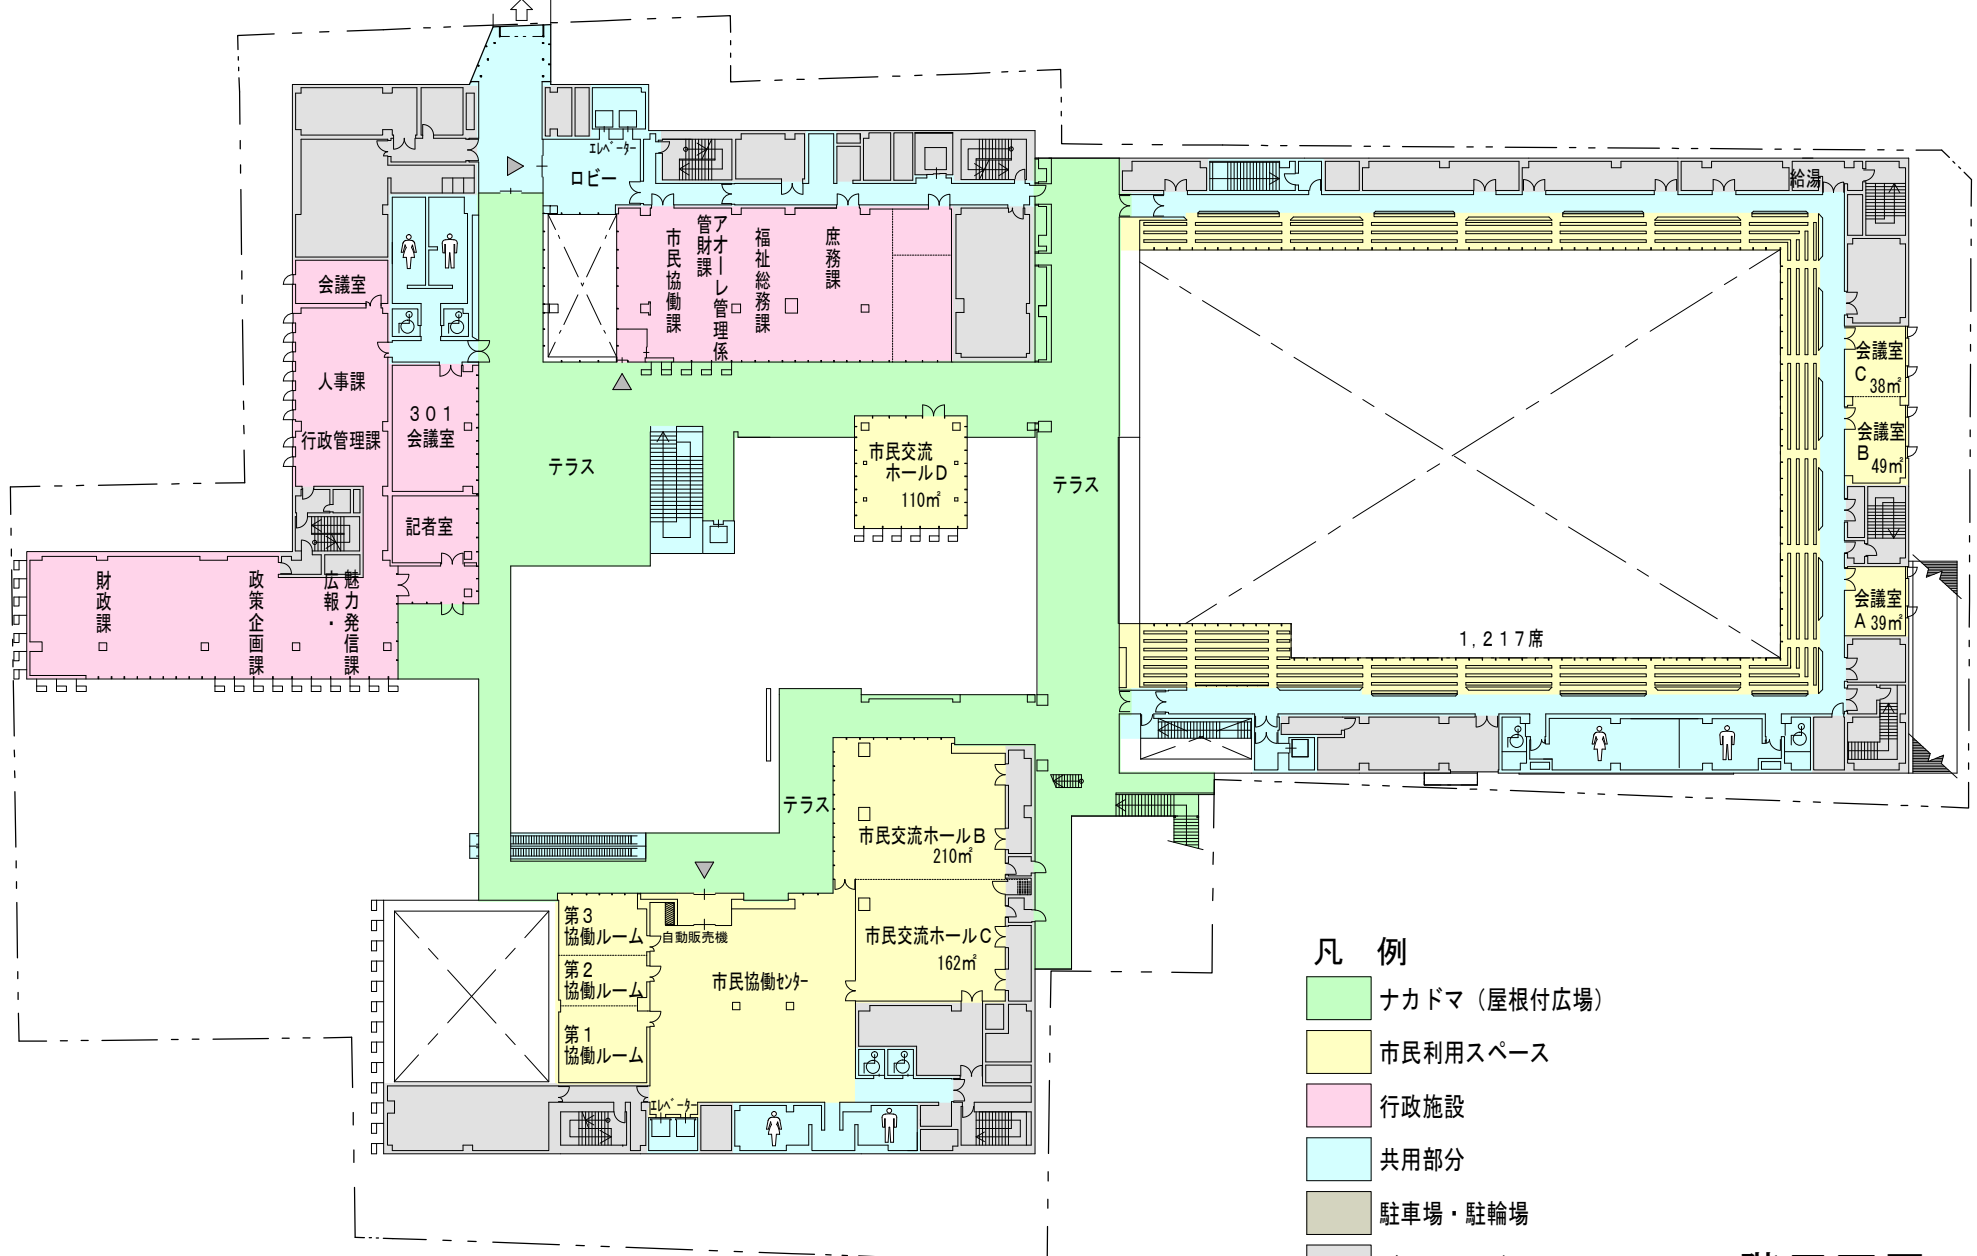 エレベーター
ロビー
給湯
市民協働課
アオーレ管理係
管財課
福祉総務課
庶務課
会議室
人事課
行政管理課
301
会議室
記者室
財政課
政策企画課
広報・
魅力発信課
テラス
市民交流
ホールD
110㎡
テラス
会議室
C 38㎡
会議室
B 49㎡
会議室
A 39㎡
1,217席
テラス
市民交流ホールB
210㎡
市民交流ホールC
162㎡
第3
協働ルーム
第2
協働ルーム
第1
協働ルーム
自動販売機
市民協働センター
エレベーター
凡 例
ナカドマ（屋根付広場）
市民利用スペース
行政施設
共用部分
駐車場・駐輪場